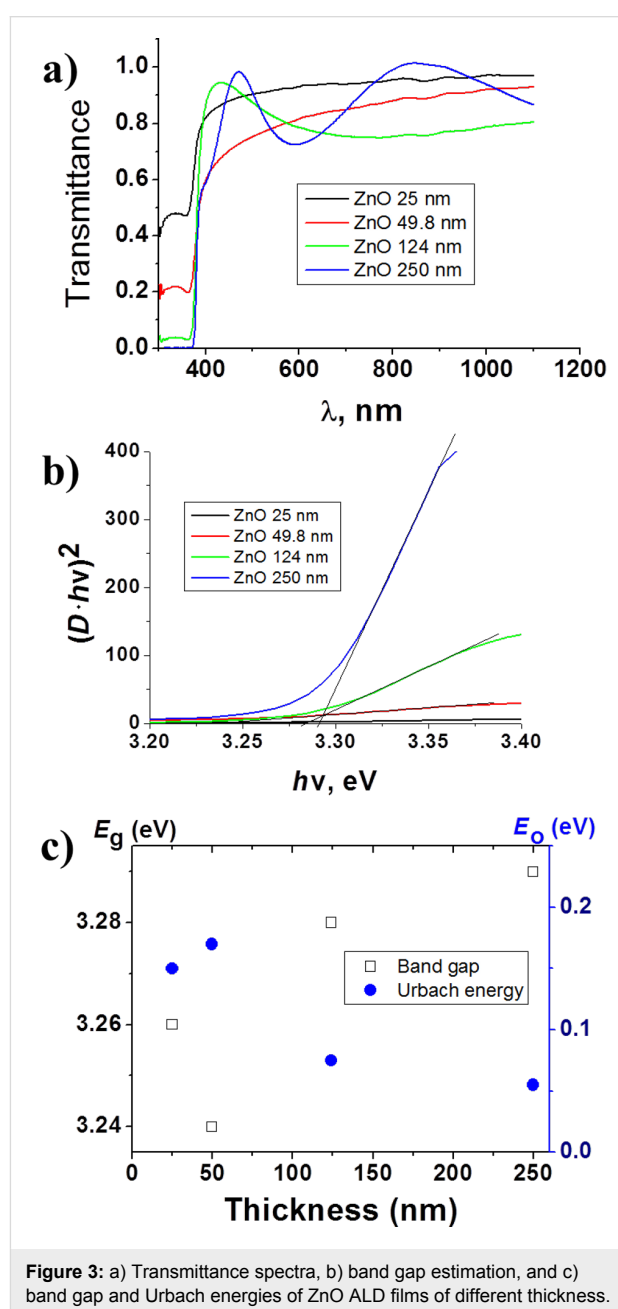 a)
Transmittance
1.0
0.8
0.6
0.4
0.2
0.0
ZnO 25 nm
ZnO 49.8 nm
ZnO 124 nm
ZnO 250 nm
400
600
800
1000
1200
λ, nm
b)
(D·hν)²
400
300
200
100
0
ZnO 25 nm
ZnO 49.8 nm
ZnO 124 nm
ZnO 250 nm
3.20
3.25
3.30
3.35
3.40
hν, eV
c)
Eg (eV)
Eo (eV)
3.28
3.26
3.24
0.2
0.1
0.0
Band gap
Urbach energy
0
50
100
150
200
250
Thickness (nm)
Figure 3: a) Transmittance spectra, b) band gap estimation, and c)
band gap and Urbach energies of ZnO ALD films of different thickness.